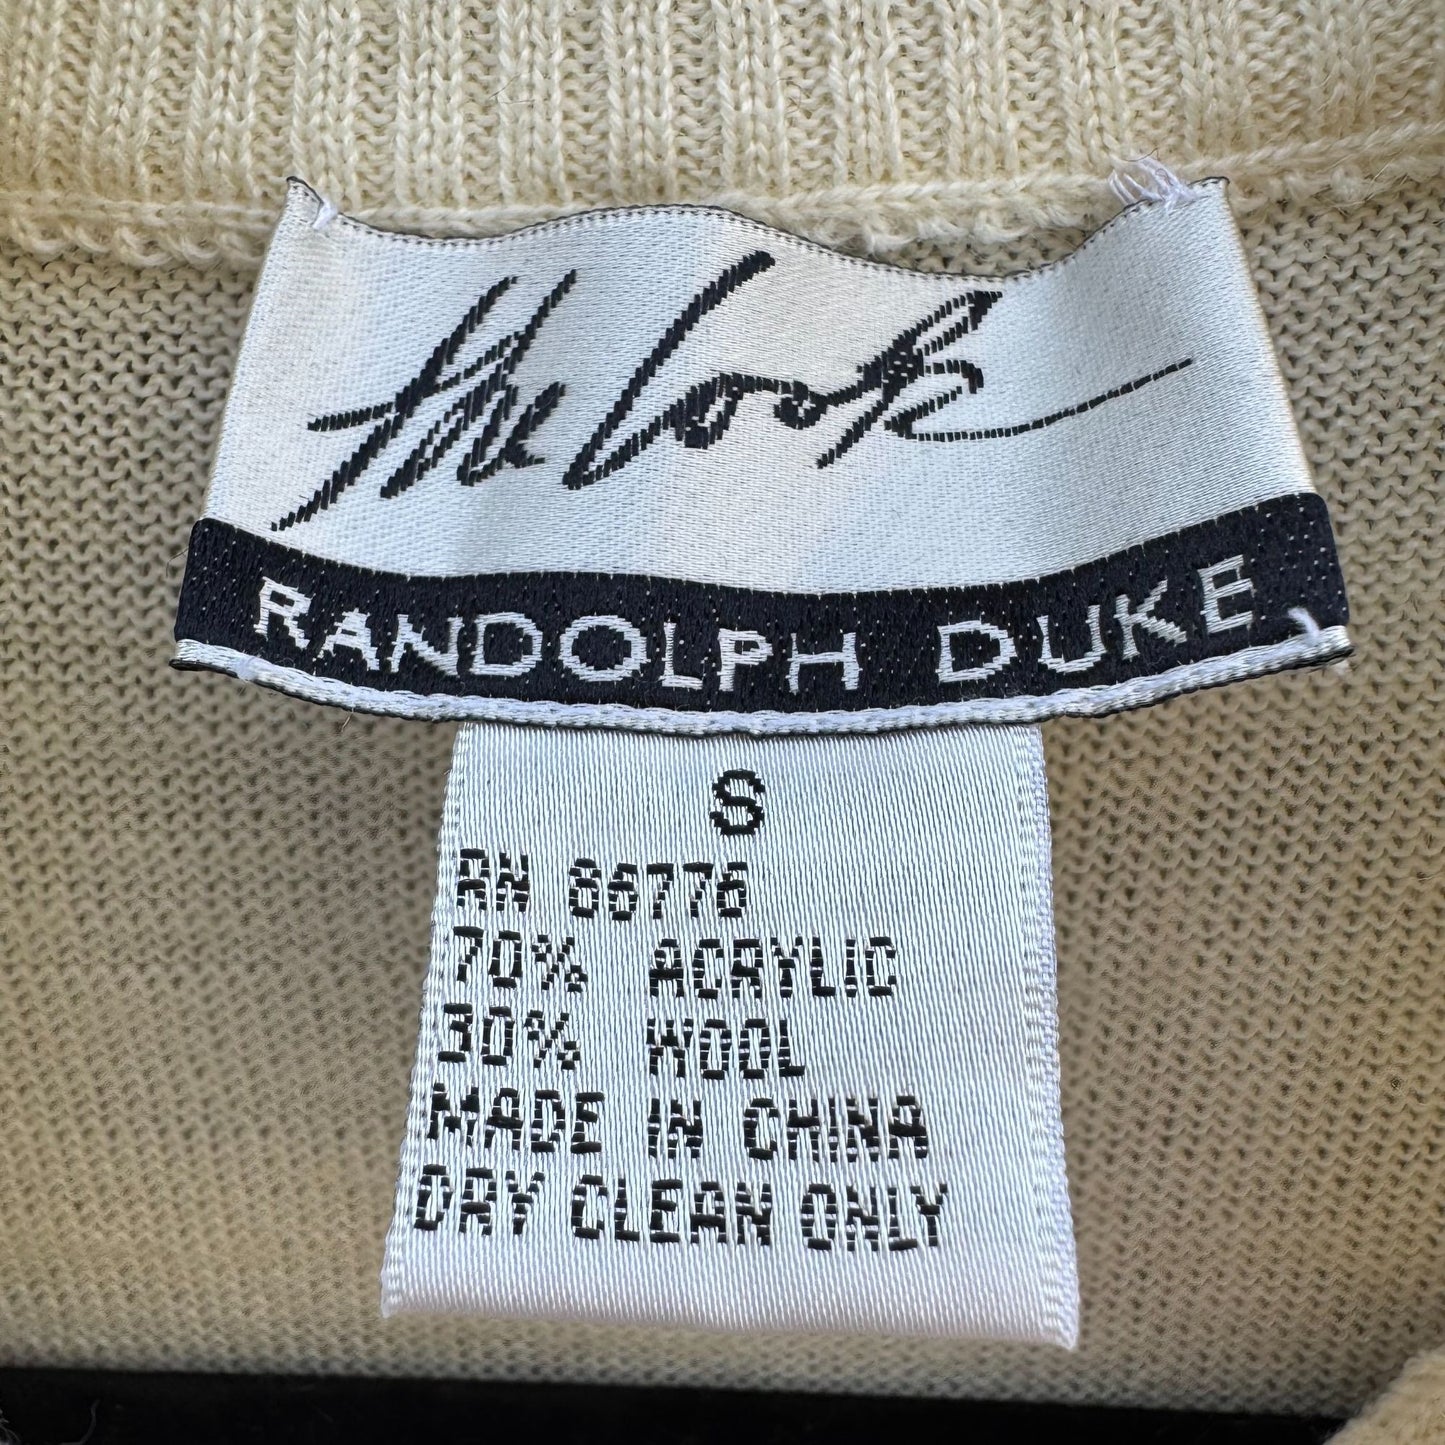 The Look
RANDOLPH DUKE
S
RN 86776
70% ACRYLIC
30% WOOL
MADE IN CHINA
DRY CLEAN ONLY